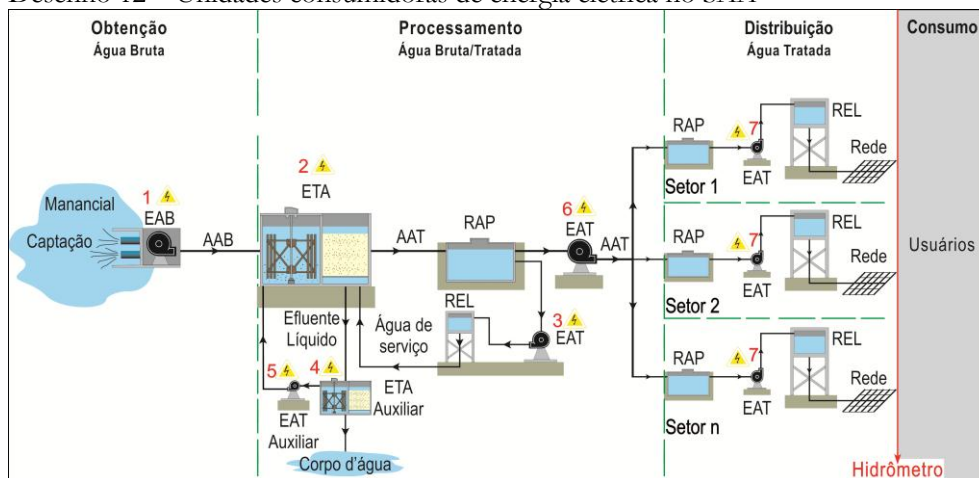 Desenho 12 – Unidades consumidoras de energia elétrica no SAA
Obtenção
Água Bruta
Processamento
Água Bruta/Tratada
Distribuição
Água Tratada
Consumo
Manancial
Captação
1
EAB
AAB
2
ETA
AAT
RAP
6
EAT
AAT
Efluente
Líquido
Água de
serviço
REL
3
EAT
5
EAT
Auxiliar
4
ETA
Auxiliar
Corpo d'água
RAP
7
EAT
REL
Rede
Setor 1
RAP
7
EAT
REL
Rede
Setor 2
RAP
7
EAT
REL
Rede
Setor n
Usuários
Hidrômetro